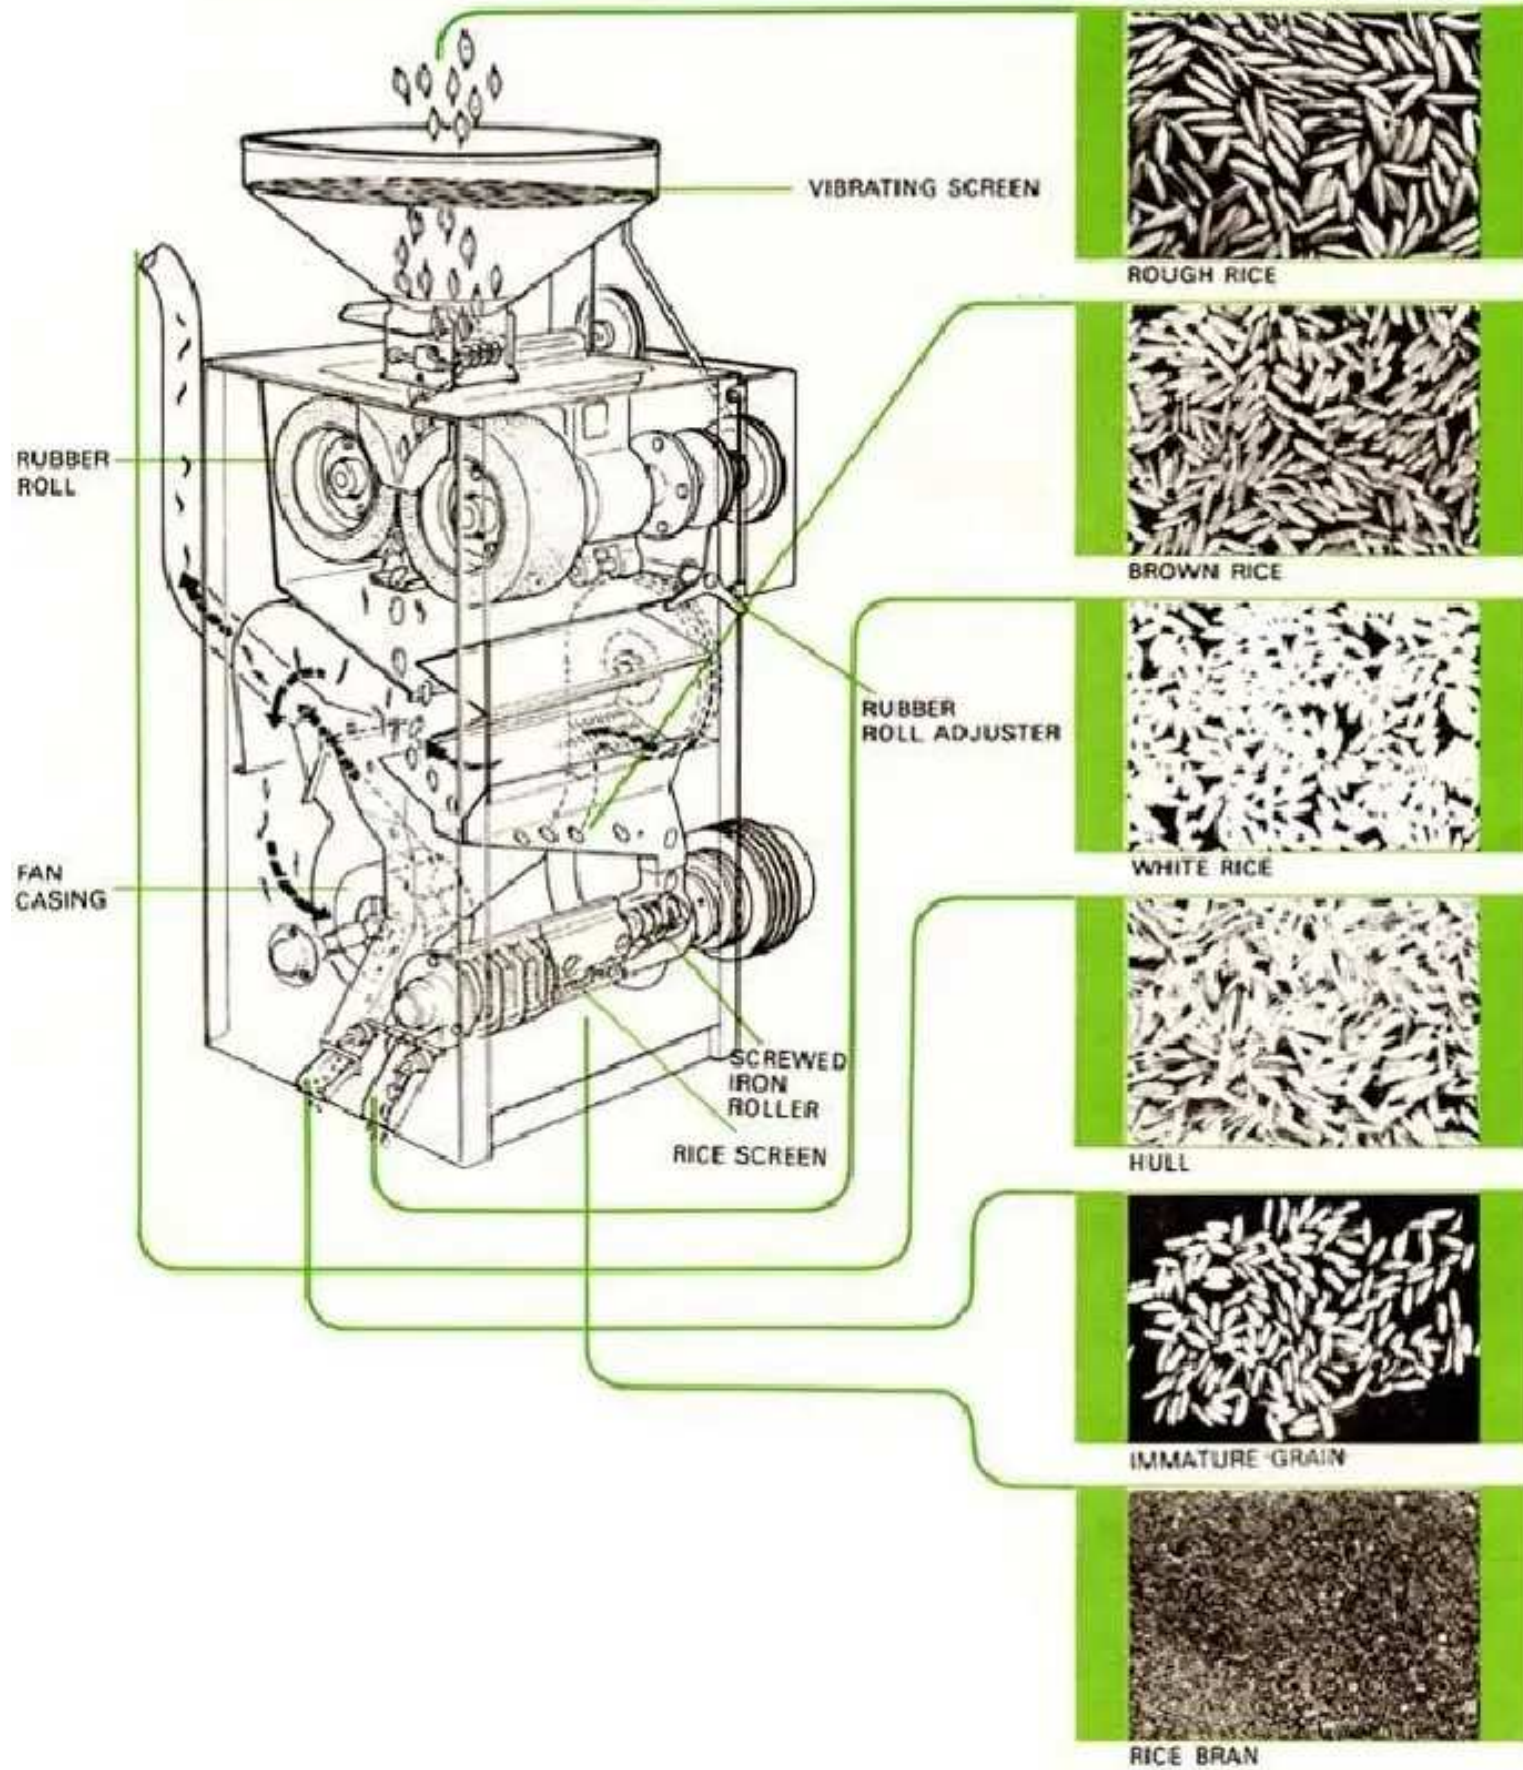 VIBRATING SCREEN
ROUGH RICE
RUBBER
ROLL
BROWN RICE
RUBBER
ROLL ADJUSTER
WHITE RICE
FAN
CASING
SCREWED
IRON
ROLLER
RICE SCREEN
HULL
IMMATURE GRAIN
RICE BRAN